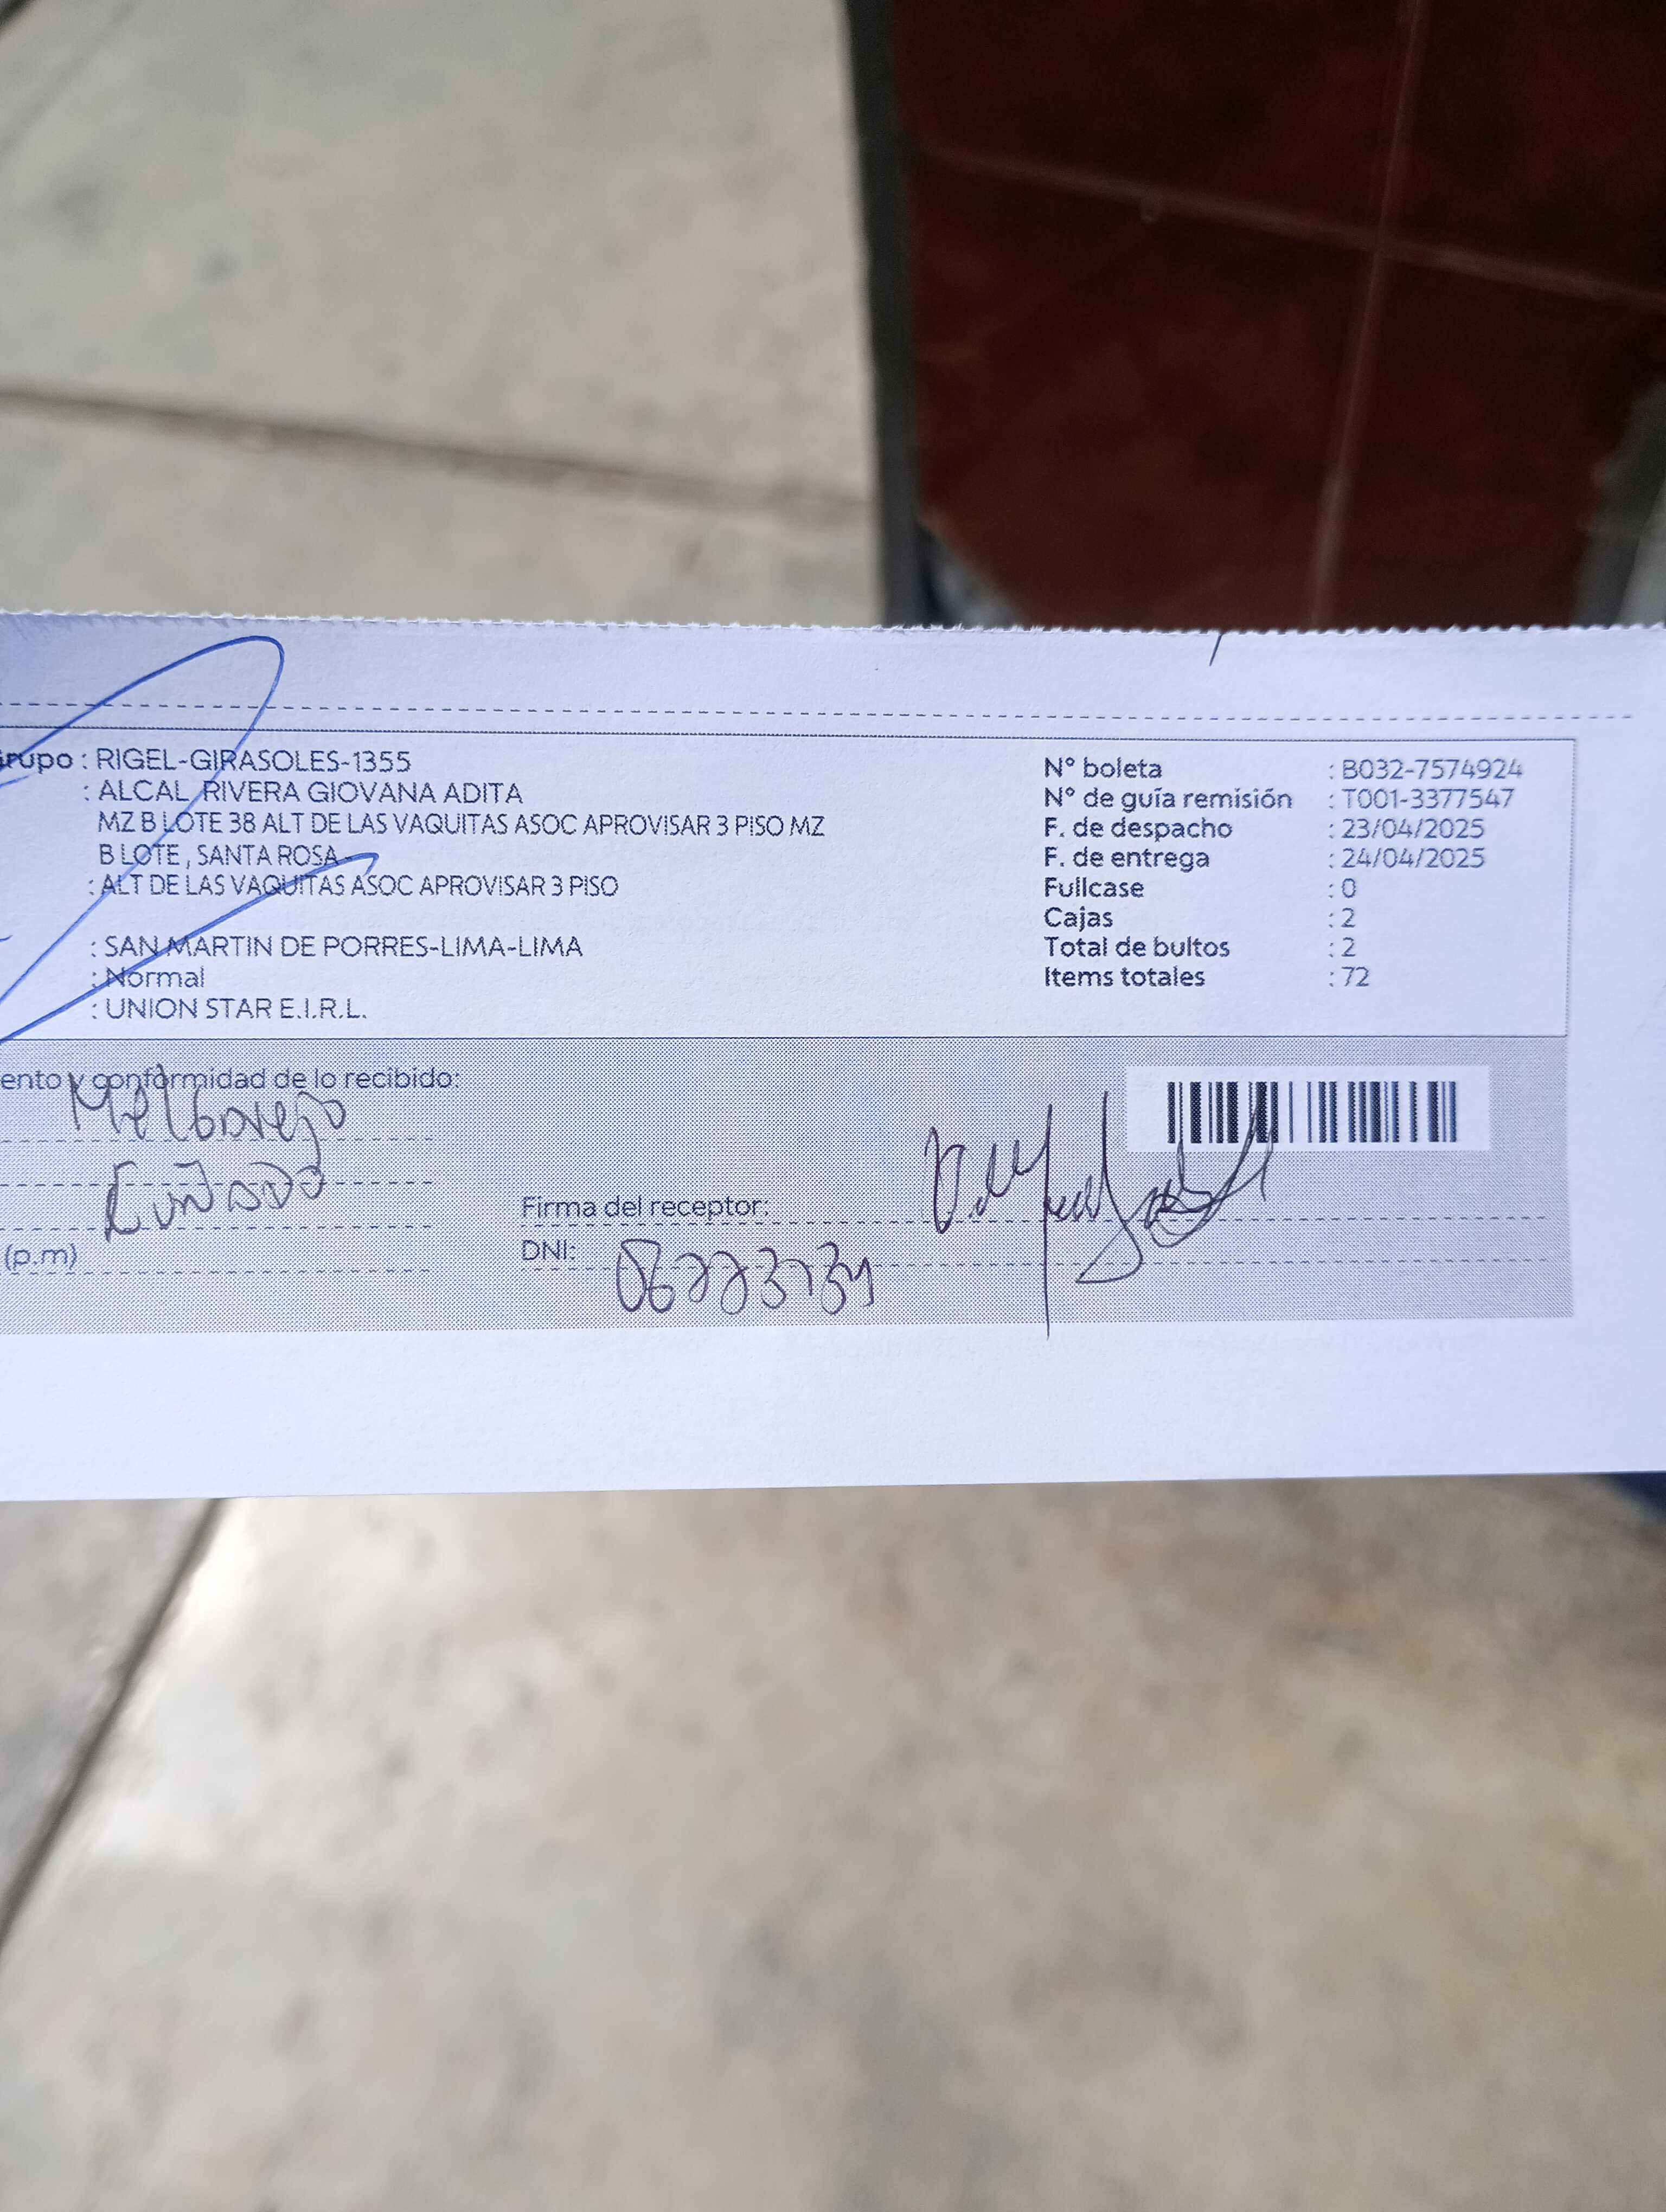 Grupo : RIGEL-GIRASOLES-1355
: ALCAL RIVERA GIOVANA ADITA
MZ B LOTE 38 ALT DE LAS VAQUITAS ASOC APROVISAR 3 PISO MZ
B LOTE , SANTA ROSA
: ALT DE LAS VAQUITAS ASOC APROVISAR 3 PISO
: SAN MARTIN DE PORRES-LIMA-LIMA
: Normal
: UNION STAR E.I.R.L.
N° boleta : B032-7574924
N° de guía remisión : T001-3377547
F. de despacho : 23/04/2025
F. de entrega : 24/04/2025
Fullcase : 0
Cajas : 2
Total de bultos : 2
Items totales : 72
ento y conformidad de lo recibido:
Cuñado
(p.m)
Firma del receptor:
DNI: